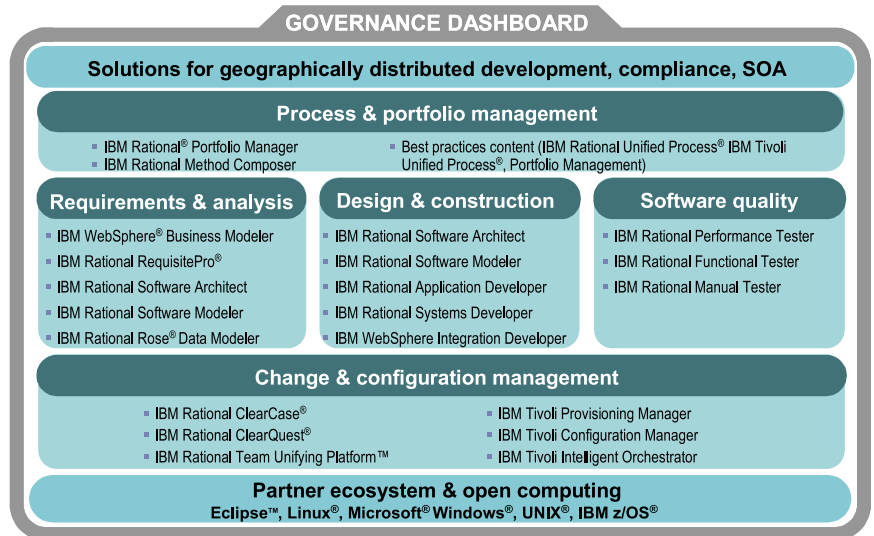 GOVERNANCE DASHBOARD
Solutions for geographically distributed development, compliance, SOA
Process & portfolio management
▪ IBM Rational® Portfolio Manager
▪ IBM Rational Method Composer
▪ Best practices content (IBM Rational Unified Process® IBM Tivoli
Unified Process®, Portfolio Management)
Requirements & analysis
▪ IBM WebSphere® Business Modeler
▪ IBM Rational RequisitePro®
▪ IBM Rational Software Architect
▪ IBM Rational Software Modeler
▪ IBM Rational Rose® Data Modeler
Design & construction
▪ IBM Rational Software Architect
▪ IBM Rational Software Modeler
▪ IBM Rational Application Developer
▪ IBM Rational Systems Developer
▪ IBM WebSphere Integration Developer
Software quality
▪ IBM Rational Performance Tester
▪ IBM Rational Functional Tester
▪ IBM Rational Manual Tester
Change & configuration management
▪ IBM Rational ClearCase®
▪ IBM Rational ClearQuest®
▪ IBM Rational Team Unifying Platform™
▪ IBM Tivoli Provisioning Manager
▪ IBM Tivoli Configuration Manager
▪ IBM Tivoli Intelligent Orchestrator
Partner ecosystem & open computing
Eclipse™, Linux®, Microsoft® Windows®, UNIX®, IBM z/OS®